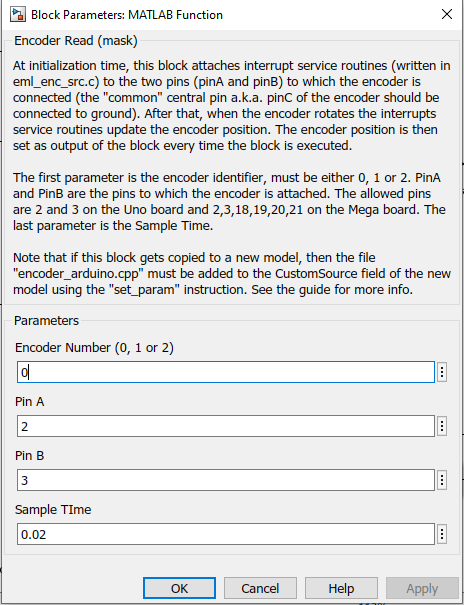 Block Parameters: MATLAB Function
Encoder Read (mask)
At initialization time, this block attaches interrupt service routines (written in
eml_enc_src.c) to the two pins (pinA and pinB) to which the encoder is
connected (the "common" central pin a.k.a. pinC of the encoder should be
connected to ground). After that, when the encoder rotates the interrupts
service routines update the encoder position. The encoder position is then
set as output of the block every time the block is executed.
The first parameter is the encoder identifier, must be either 0, 1 or 2. PinA
and PinB are the pins to which the encoder is attached. The allowed pins
are 2 and 3 on the Uno board and 2,3,18,19,20,21 on the Mega board. The
last parameter is the Sample Time.
Note that if this block gets copied to a new model, then the file
"encoder_arduino.cpp" must be added to the CustomSource field of the new
model using the "set_param" instruction. See the guide for more info.
Parameters
Encoder Number (0, 1 or 2)
0
Pin A
2
Pin B
3
Sample TIme
0.02
OK Cancel Help Apply